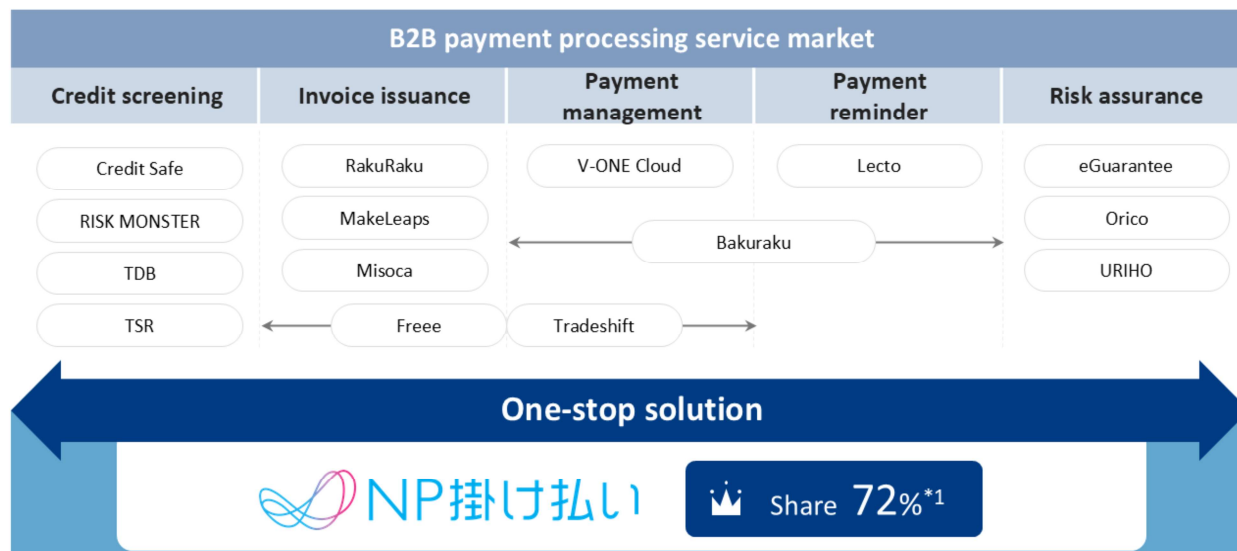 B2B payment processing service market
Credit screening
Invoice issuance
Payment
management
Payment
reminder
Risk assurance
Credit Safe
RakuRaku
V-ONE Cloud
Lecto
eGuarantee
RISK MONSTER
MakeLeaps
Bakuraku
Orico
TDB
Misoca
URIHO
TSR
Freee
Tradeshift
One-stop solution
NP掛け払い
Share 72%*1